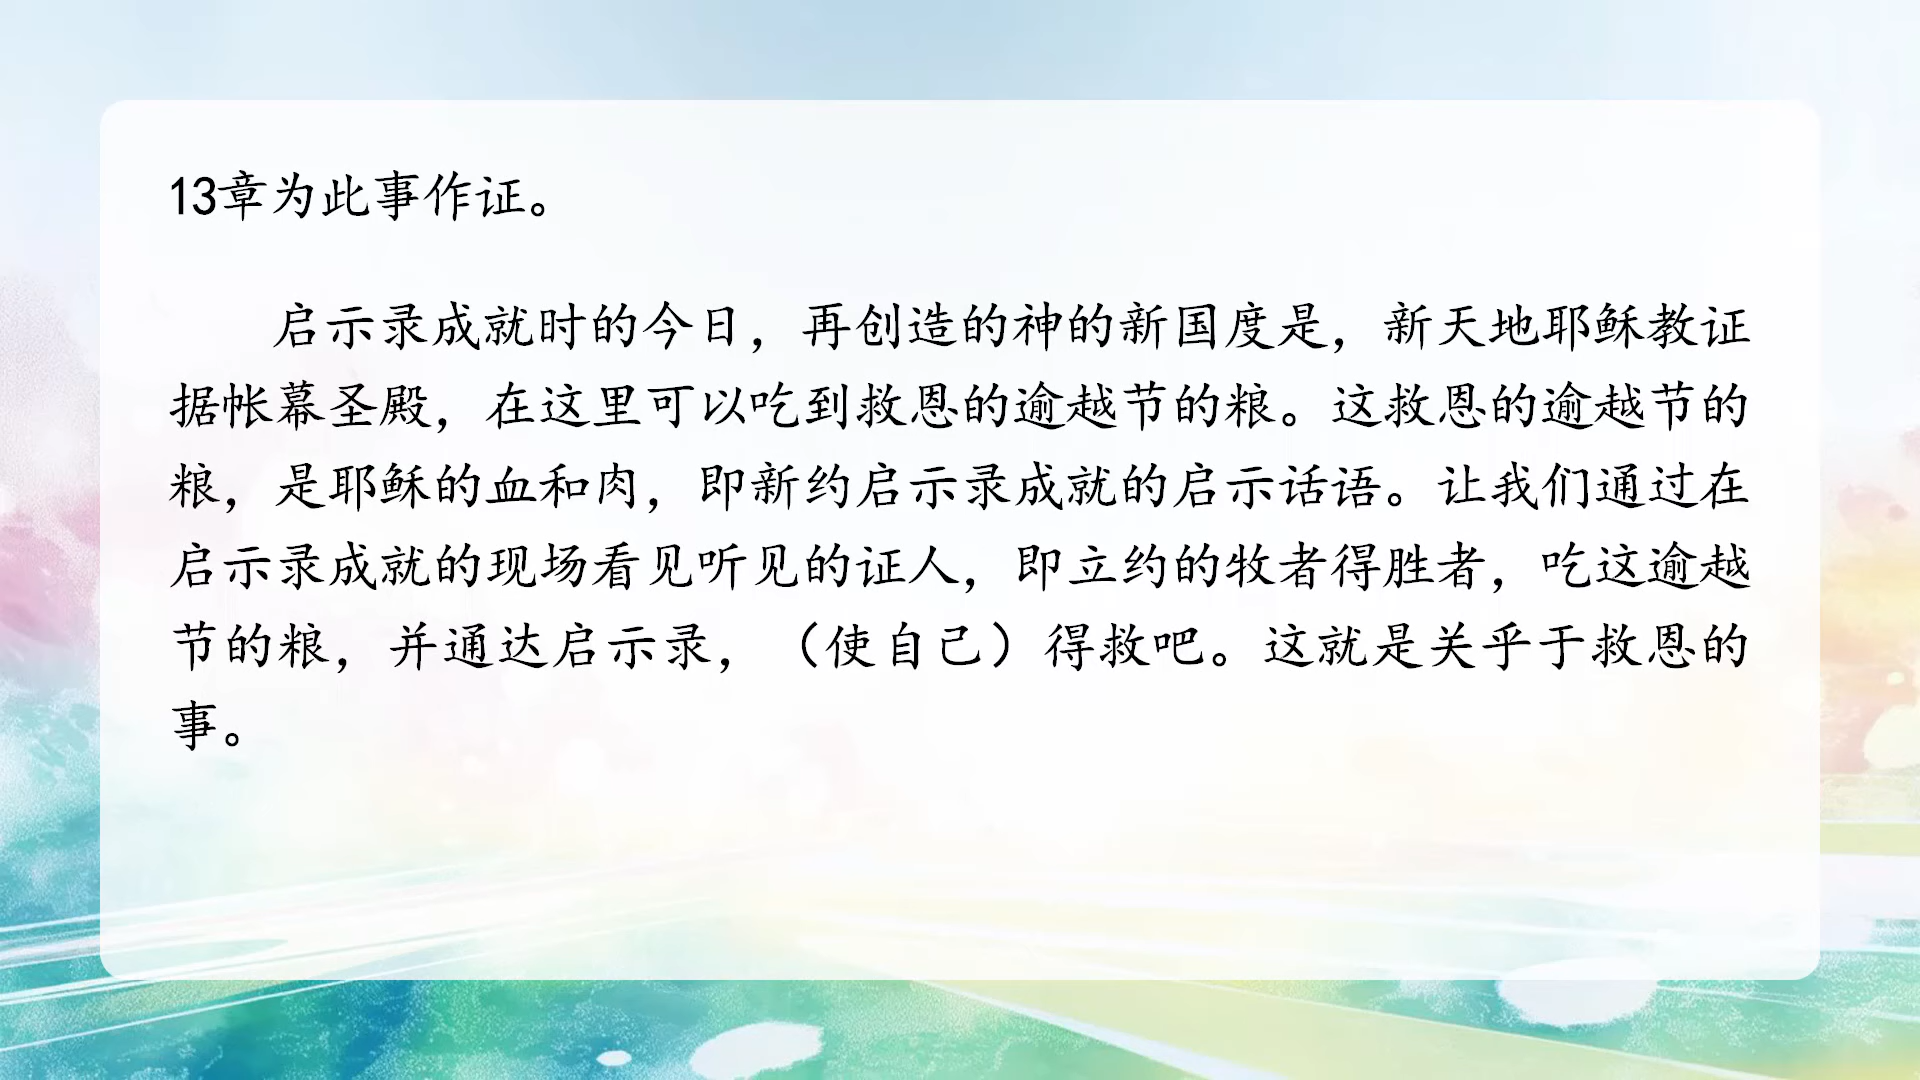 13章为此事作证。
启示录成就时的今日，再创造的神的新国度是，新天地耶稣教证
据帐幕圣殿，在这里可以吃到救恩的逾越节的粮。这救恩的逾越节的
粮，是耶稣的血和肉，即新约启示录成就的启示话语。让我们通过在
启示录成就的现场看见听见的证人，即立约的牧者得胜者，吃这逾越
节的粮，并通达启示录，（使自己）得救吧。这就是关乎于救恩的
事。